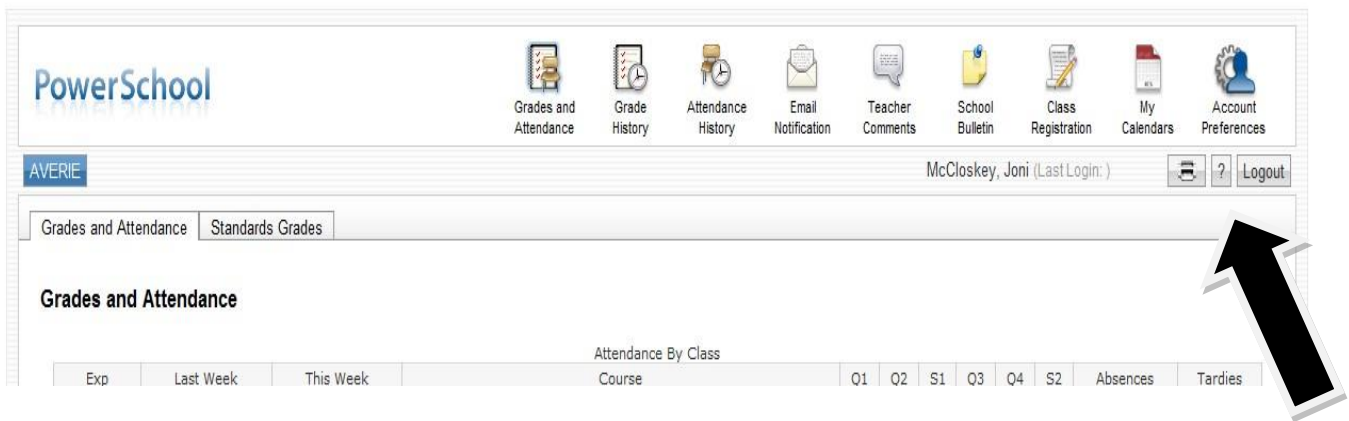 PowerSchool
Grades and Attendance
Grade History
Attendance History
Email Notification
Teacher Comments
School Bulletin
Class Registration
My Calendars
Account Preferences
AVERIE McCloskey, Joni (Last Login: ) ? Logout
Grades and Attendance Standards Grades
Grades and Attendance
Attendance By Class
Exp Last Week This Week Course Q1 Q2 S1 Q3 Q4 S2 Absences Tardies